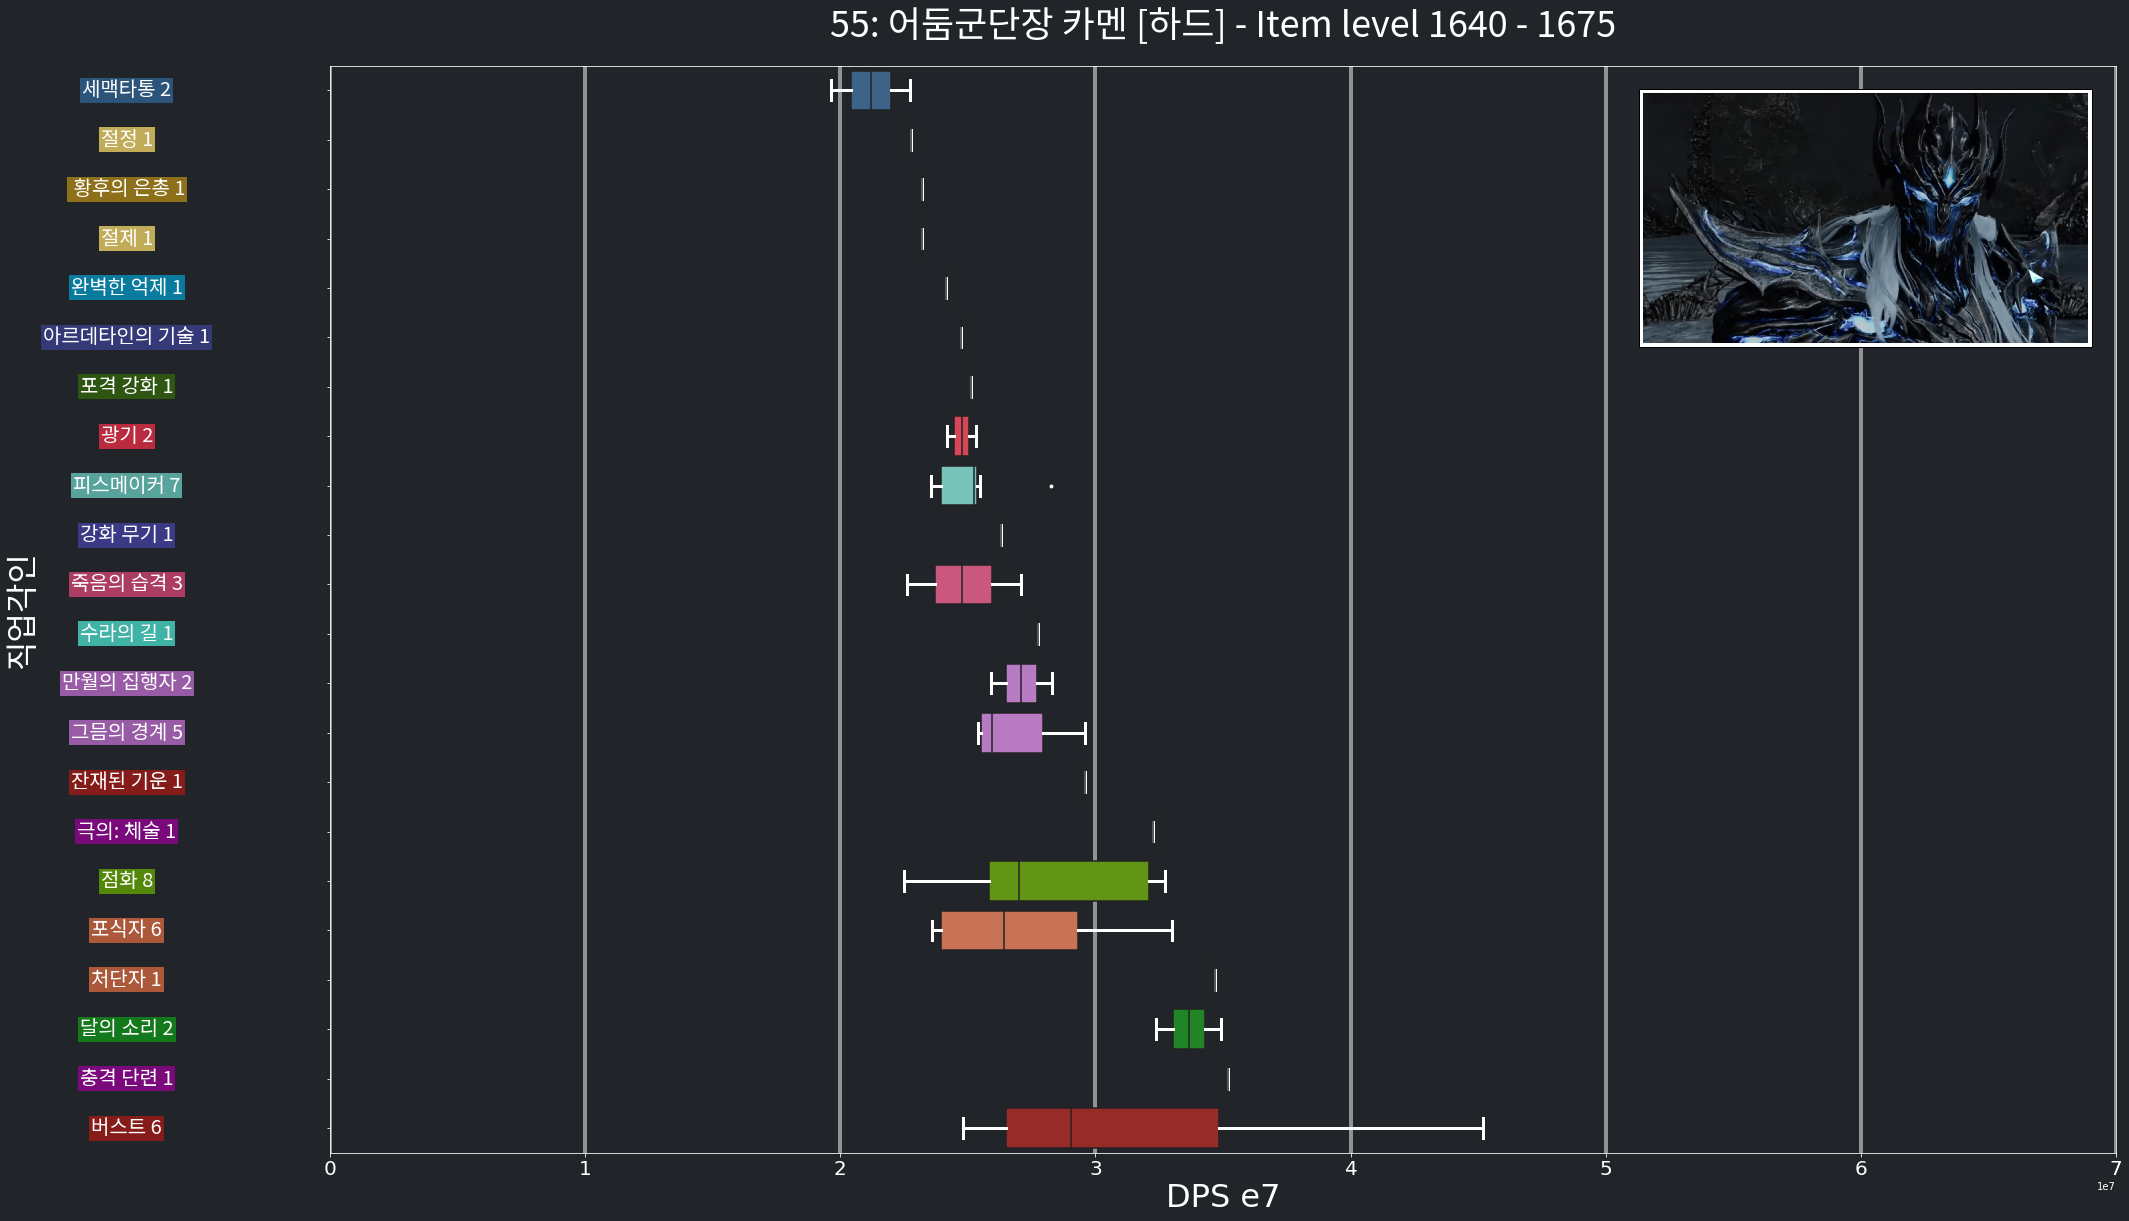 55: 어둠군단장 카멘 [하드] - Item level 1640 - 1675
세맥타통 2
절정 1
황후의 은총 1
절제 1
완벽한 억제 1
아르데타인의 기술 1
포격 강화 1
광기 2
피스메이커 7
강화 무기 1
죽음의 습격 3
수라의 길 1
만월의 집행자 2
그믐의 경계 5
잔재된 기운 1
극의: 체술 1
점화 8
포식자 6
처단자 1
달의 소리 2
충격 단련 1
버스트 6
직업각인
0 1 2 3 4 5 6 7
1e7
DPS e7